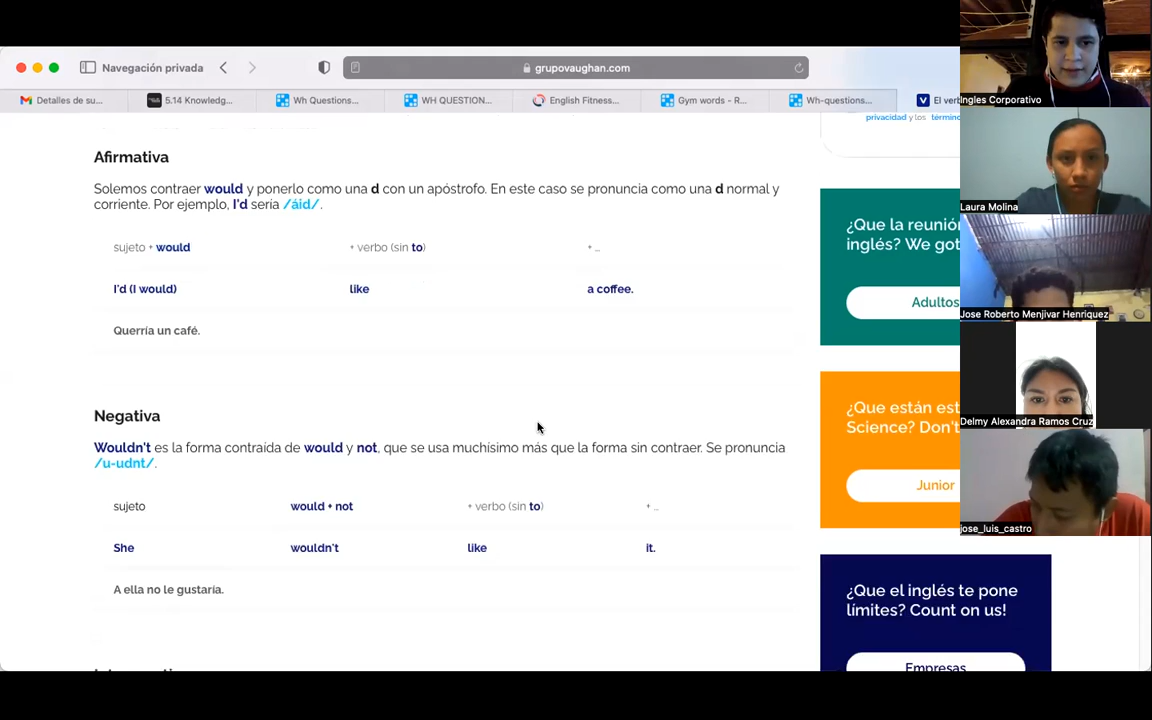 Navegación privada
grupovaughan.com
Detalles de su...
5.14 Knowledg...
Wh Questions...
WH QUESTION...
English Fitness...
Gym words - R...
Wh-questions...
El ver
privacidad y los términ
Afirmativa
Solemos contraer would y ponerlo como una d con un apóstrofo. En este caso se pronuncia como una d normal y
corriente. Por ejemplo, I'd sería /áid/.
sujeto + would + verbo (sin to) + ...
I'd (I would) like a coffee.
Querría un café.
Negativa
Wouldn't es la forma contraída de would y not, que se usa muchísimo más que la forma sin contraer. Se pronuncia
/u-udnt/.
sujeto would + not + verbo (sin to) + ...
She wouldn't like it.
A ella no le gustaría.
¿Que la reunió
inglés? We got
Adultos
¿Que están est
Science? Don't
Junior
¿Que el inglés te pone
límites? Count on us!
Empresas
Ingles Corporativo
Laura Molina
Jose Roberto Menjivar Henriquez
Delmy Alexandra Ramos Cruz
jose_luis_castro